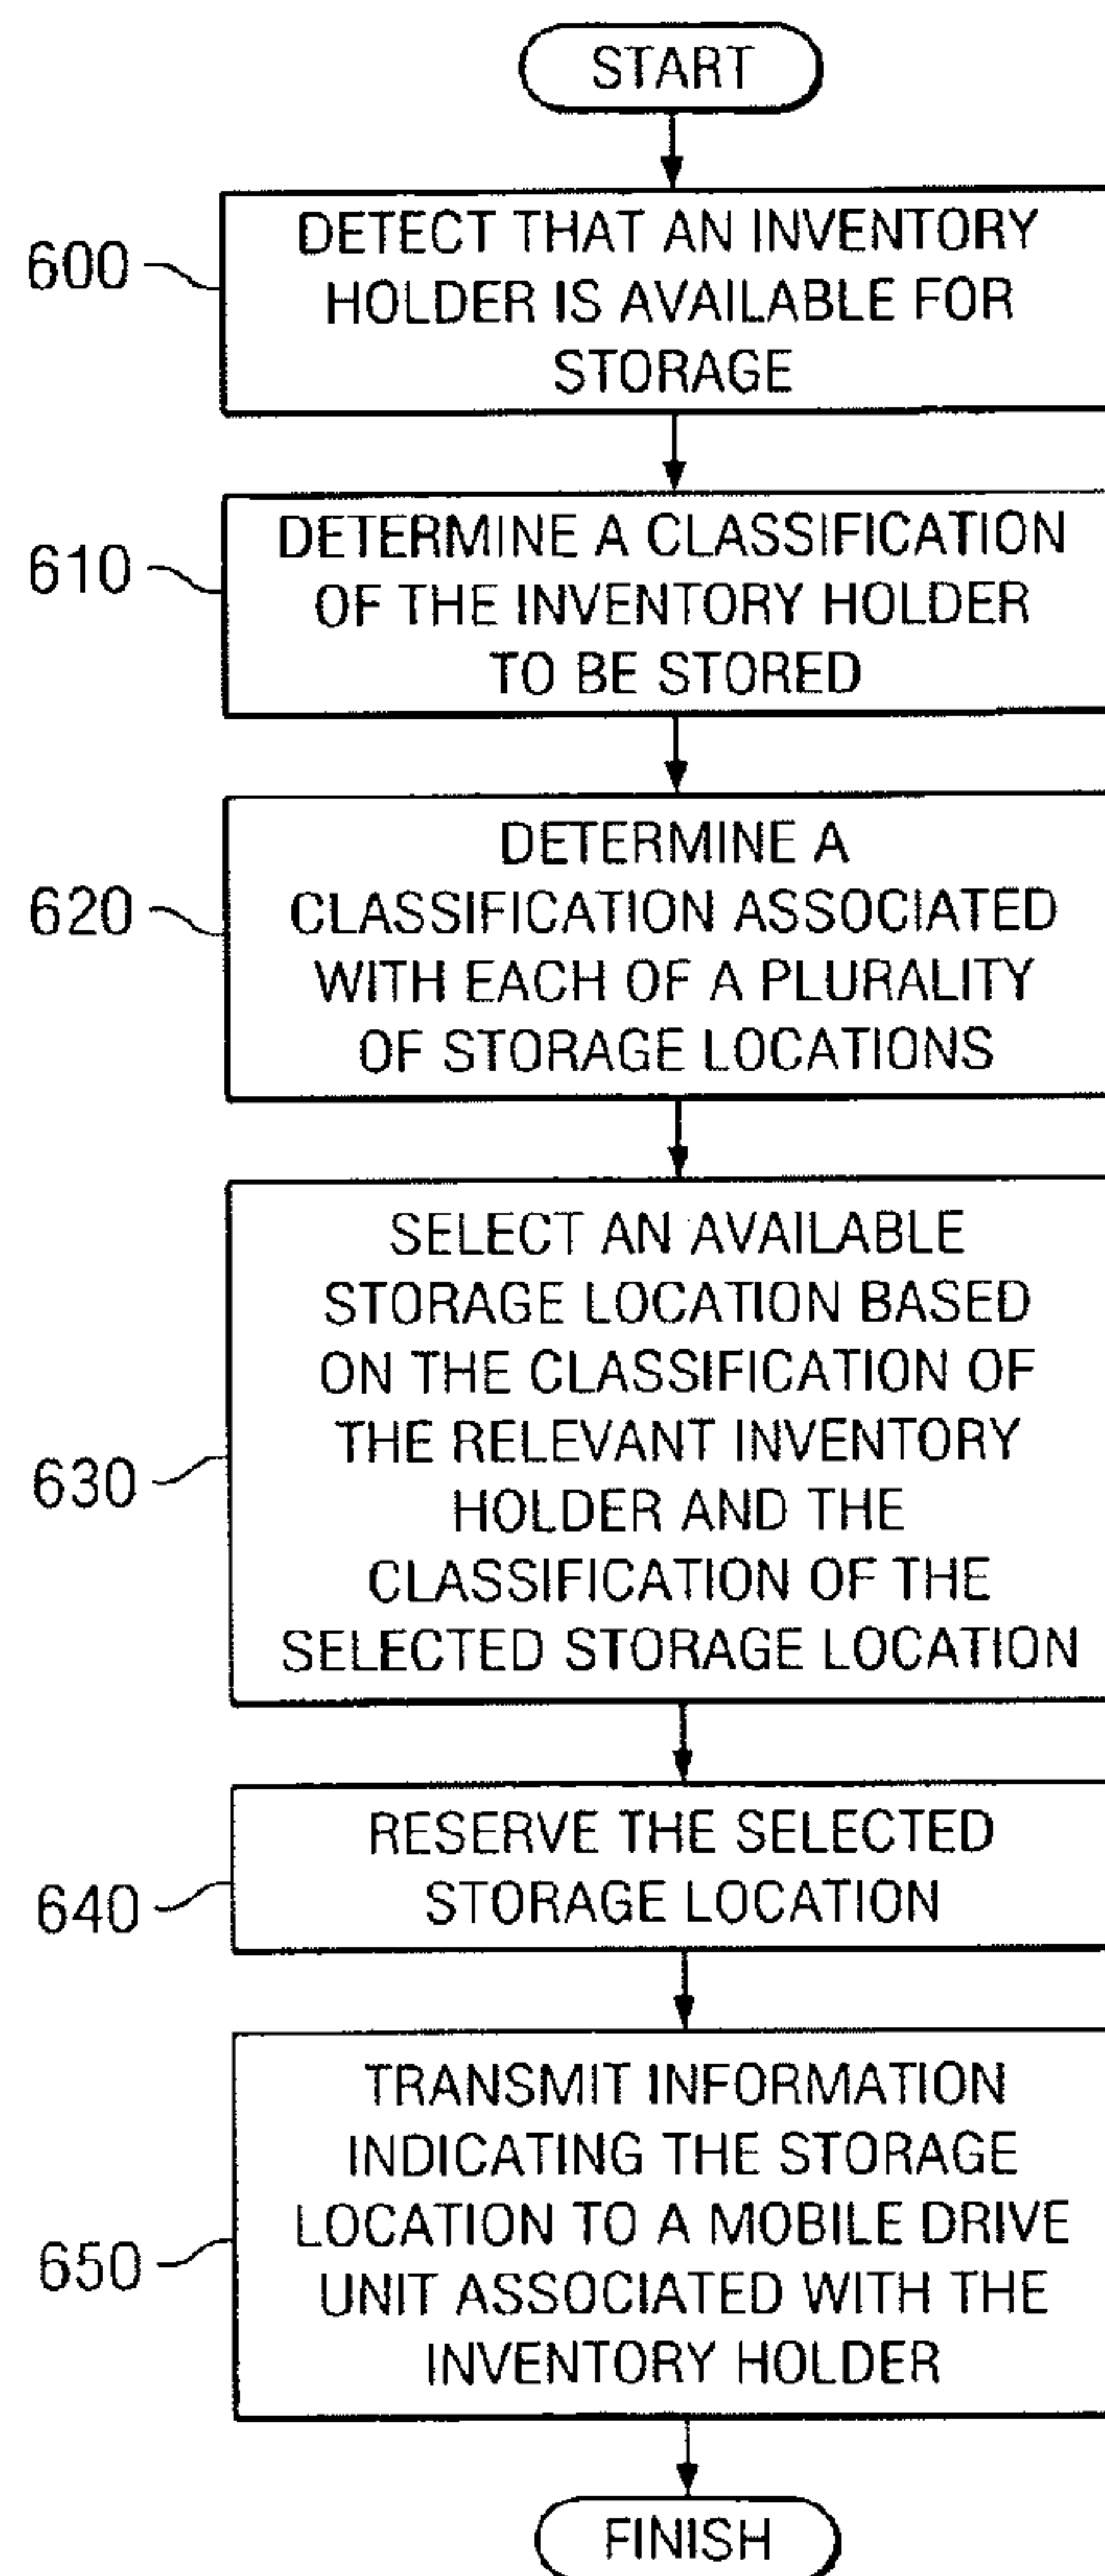 START
600
DETECT THAT AN INVENTORY
HOLDER IS AVAILABLE FOR
STORAGE
610
DETERMINE A CLASSIFICATION
OF THE INVENTORY HOLDER
TO BE STORED
620
DETERMINE A
CLASSIFICATION ASSOCIATED
WITH EACH OF A PLURALITY
OF STORAGE LOCATIONS
630
SELECT AN AVAILABLE
STORAGE LOCATION BASED
ON THE CLASSIFICATION OF
THE RELEVANT INVENTORY
HOLDER AND THE
CLASSIFICATION OF THE
SELECTED STORAGE LOCATION
640
RESERVE THE SELECTED
STORAGE LOCATION
650
TRANSMIT INFORMATION
INDICATING THE STORAGE
LOCATION TO A MOBILE DRIVE
UNIT ASSOCIATED WITH THE
INVENTORY HOLDER
FINISH